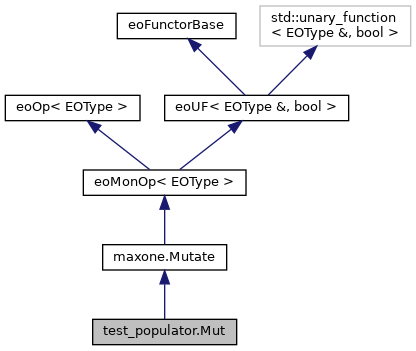 eoFunctorBase
std::unary_function
< EOType &, bool >
eoOp< EOType >
eoUF< EOType &, bool >
eoMonOp< EOType >
maxone.Mutate
test_populator.Mut